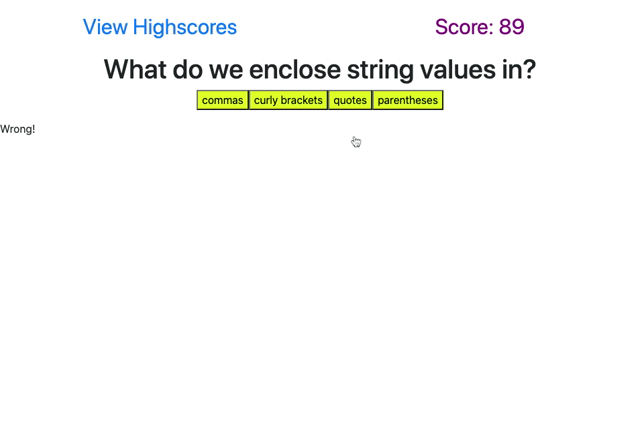 View Highscores Score: 89
What do we enclose string values in?
commas curly brackets quotes parentheses
Wrong!